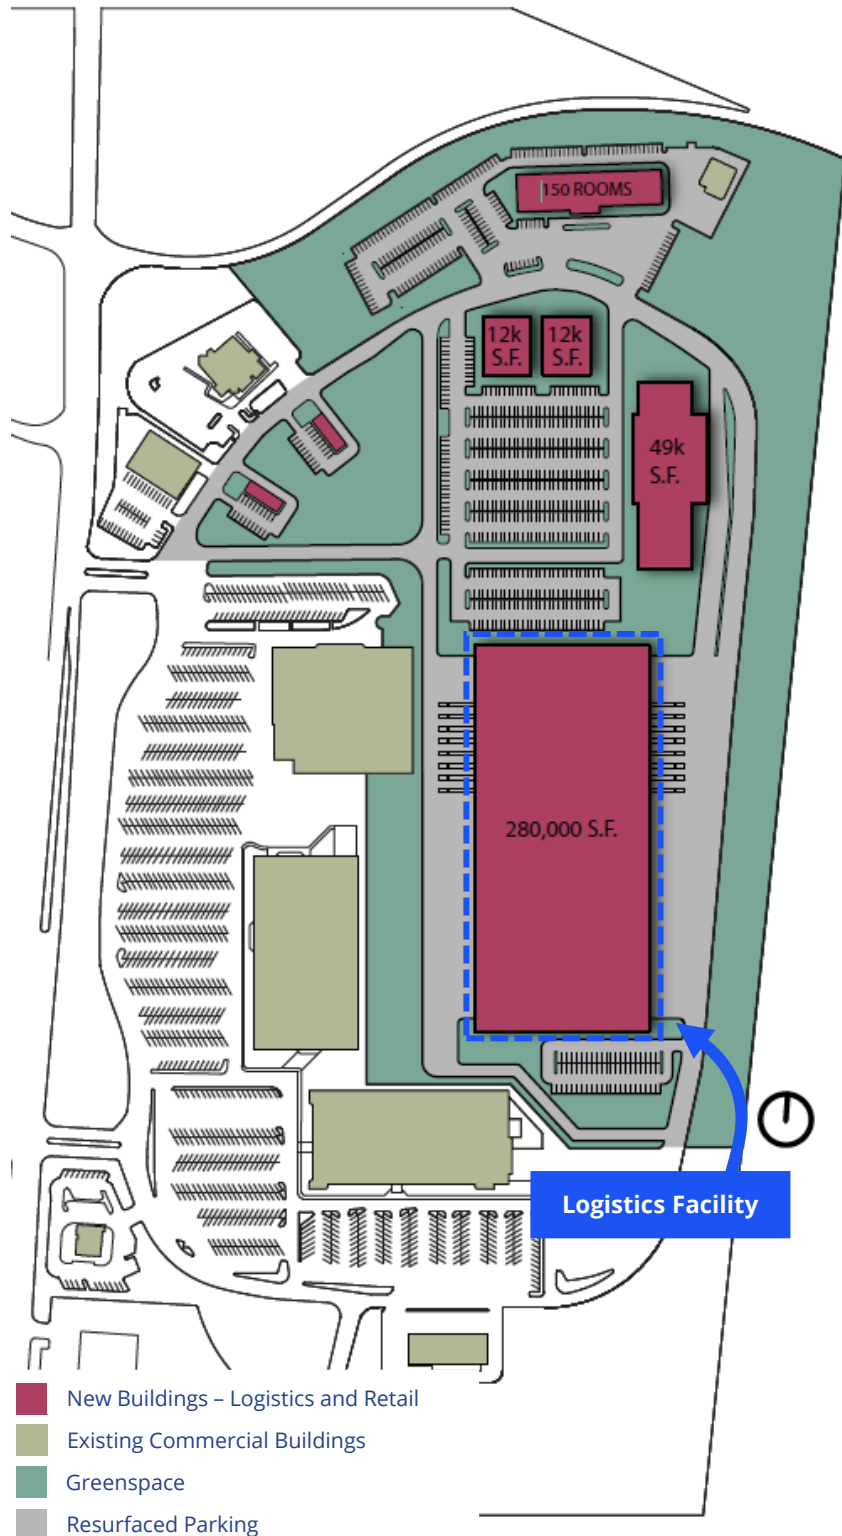 150 ROOMS
12k
S.F.
12k
S.F.
49k
S.F.
280,000 S.F.
Logistics Facility
New Buildings – Logistics and Retail
Existing Commercial Buildings
Greenspace
Resurfaced Parking